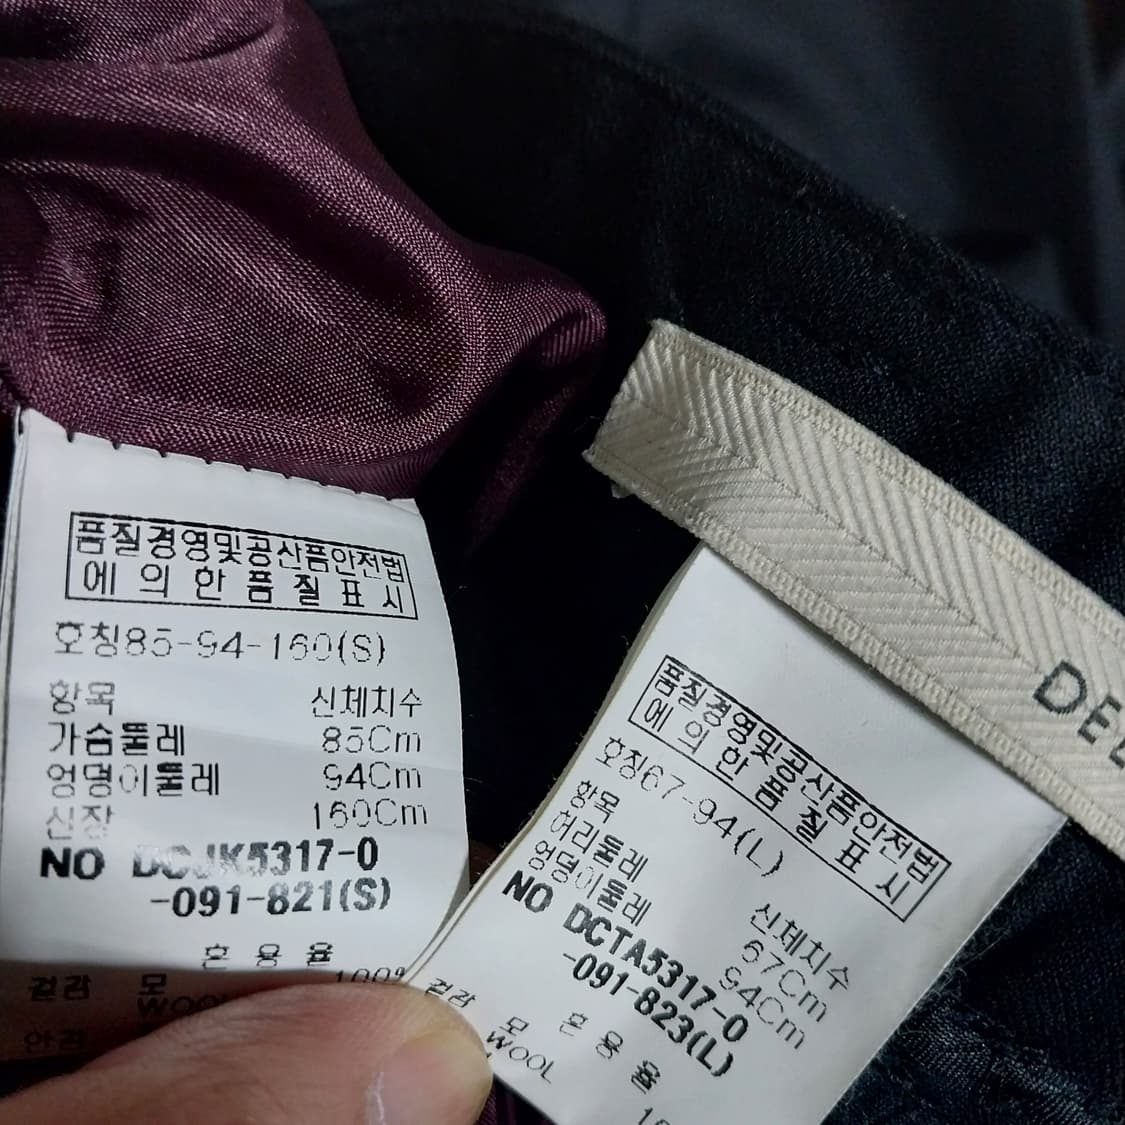 품질경영및공산품안전법
에 의 한 품 질 표 시
호칭85-94-160(S)
항목 신체치수
가슴둘레 85Cm
엉덩이둘레 94Cm
신장 160Cm
NO DCJK5317-0
-091-821(S)
혼 용 율
겉감 모 100%
WOOL
안감
DE
품질경영및공산품안전법
에 의 한 품 질 표 시
호칭67-94(L)
항목 신체치수
허리둘레 67Cm
엉덩이둘레 94Cm
NO DCTA5317-0
-091-823(L)
혼 용 율
겉감 모
WOOL